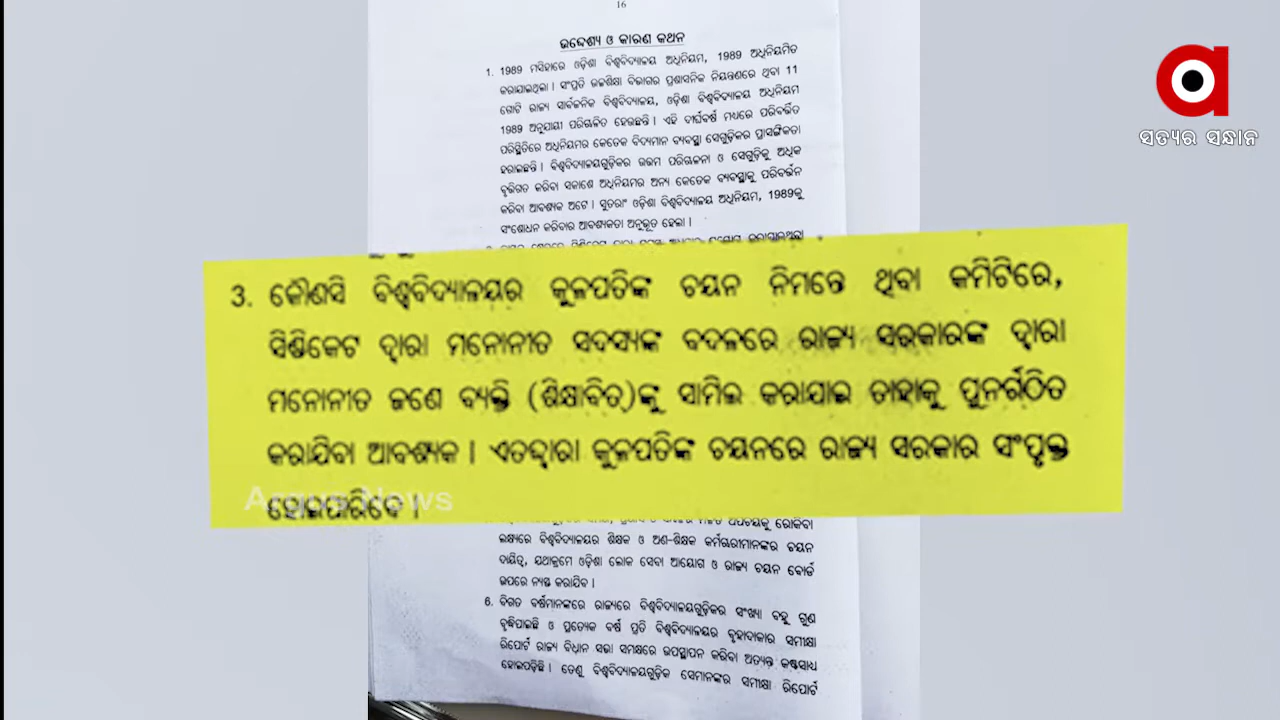 16
ଉଦ୍ଦେଶ୍ୟ ଓ କାରଣ କଥନ
1. 1989 ମସିହାରେ ଓଡ଼ିଶା ବିଶ୍ୱବିଦ୍ୟାଳୟ ଅଧିନିୟମ, 1989 ଅଧିନିୟମିତ
କରାଯାଇଥିଲା। ସଂପ୍ରତି ଉଚ୍ଚଶିକ୍ଷା ବିଭାଗର ପ୍ରଶାସନିକ ନିୟନ୍ତ୍ରଣରେ ଥିବା 11
ଗୋଟି ରାଜ୍ୟ ସାର୍ବଜନିକ ବିଶ୍ୱବିଦ୍ୟାଳୟ, ଓଡ଼ିଶା ବିଶ୍ୱବିଦ୍ୟାଳୟ ଅଧିନିୟମ
1989 ଅନୁଯାୟୀ ପରିଚାଳିତ ହେଉଛନ୍ତି। ଏହି ଦୀର୍ଘବର୍ଷ ମଧ୍ୟରେ ପରିବର୍ତ୍ତିତ
ପରିସ୍ଥିତିରେ ଅଧିନିୟମର କେତେକ ବିଦ୍ୟମାନ ବ୍ୟବସ୍ଥା ସେଗୁଡ଼ିକର ପ୍ରାସଙ୍ଗିକତା
ହରାଇଛନ୍ତି। ବିଶ୍ୱବିଦ୍ୟାଳୟଗୁଡ଼ିକର ଉତ୍ତମ ପରିଚାଳନା ଓ ସେଗୁଡ଼ିକୁ ଅଧିକ
ବୃତ୍ତିଗତ କରିବା ସକାଶେ ଅଧିନିୟମର ଅନ୍ୟ କେତେକ ବ୍ୟବସ୍ଥାକୁ ପରିବର୍ତ୍ତନ
କରିବା ଆବଶ୍ୟକ ଅଟେ। ସୁତରାଂ ଓଡ଼ିଶା ବିଶ୍ୱବିଦ୍ୟାଳୟ ଅଧିନିୟମ, 1989କୁ
ସଂଶୋଧନ କରିବାର ଆବଶ୍ୟକତା ଅନୁଭୂତ ହେଲା।
3. କୌଣସି ବିଶ୍ୱବିଦ୍ୟାଳୟର କୁଳପତିଙ୍କ ଚୟନ ନିମନ୍ତେ ଥିବା କମିଟିରେ,
ସିଣ୍ଡିକେଟ ଦ୍ୱାରା ମନୋନୀତ ସଦସ୍ୟଙ୍କ ବଦଳରେ ରାଜ୍ୟ ସରକାରଙ୍କ ଦ୍ୱାରା
ମନୋନୀତ ଜଣେ ବ୍ୟକ୍ତି (ଶିକ୍ଷାବିତ)ଙ୍କୁ ସାମିଲ କରାଯାଇ ତାହାକୁ ପୁନର୍ଗଠିତ
କରାଯିବା ଆବଶ୍ୟକ। ଏତଦ୍ଦ୍ୱାରା କୁଳପତିଙ୍କ ଚୟନରେ ରାଜ୍ୟ ସରକାର ସଂପୃକ୍ତ
ହୋଇପାରିବେ।
Argus News
ଲକ୍ଷ୍ୟରେ ବିଶ୍ୱବିଦ୍ୟାଳୟର ଶିକ୍ଷକ ଓ ଅଣ-ଶିକ୍ଷକ କର୍ମଚାରୀମାନଙ୍କର ଚୟନ
ଦାୟିତ୍ୱ, ଯଥାକ୍ରମେ ଓଡ଼ିଶା ଲୋକ ସେବା ଆୟୋଗ ଓ ରାଜ୍ୟ ଚୟନ ବୋର୍ଡ
ଉପରେ ନ୍ୟସ୍ତ କରାଯିବ।
6. ବିଗତ ବର୍ଷମାନଙ୍କରେ ରାଜ୍ୟରେ ବିଶ୍ୱବିଦ୍ୟାଳୟଗୁଡ଼ିକର ସଂଖ୍ୟା ବହୁ ଗୁଣ
ବୃଦ୍ଧିପାଇଛି ଓ ପ୍ରତ୍ୟେକ ବର୍ଷ ପ୍ରତି ବିଶ୍ୱବିଦ୍ୟାଳୟର ବୃହାଦାକାର ସମୀକ୍ଷା
ରିପୋର୍ଟ ରାଜ୍ୟ ବିଧାନ ସଭା ସମକ୍ଷରେ ଉପସ୍ଥାପନ କରିବା ଅତ୍ୟନ୍ତ କଷ୍ଟସାଧ୍ୟ
ହୋଇପଡ଼ିଛି। ତେଣୁ ବିଶ୍ୱବିଦ୍ୟାଳୟଗୁଡ଼ିକ ସେମାନଙ୍କର ସମୀକ୍ଷା ରିପୋର୍ଟ
ସତ୍ୟର ସନ୍ଧାନ